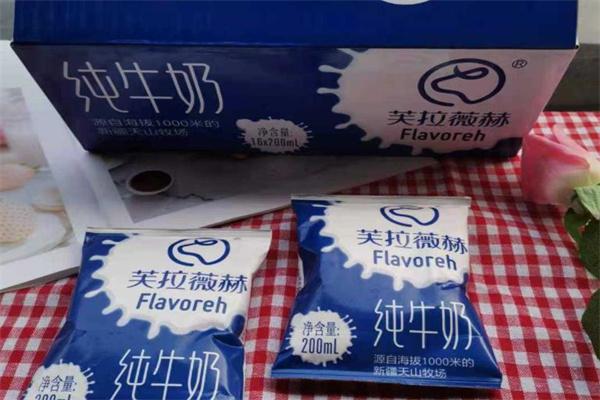 纯牛奶
源自海拔1000米的
新疆天山牧场
净含量:
16x200mL
®
芙拉薇赫
Flavoreh
芙拉薇赫
Flavoreh
净含量:
200mL
纯牛奶
芙拉薇赫
Flavoreh
净含量:
200mL
纯牛奶
源自海拔1000米的
新疆天山牧场